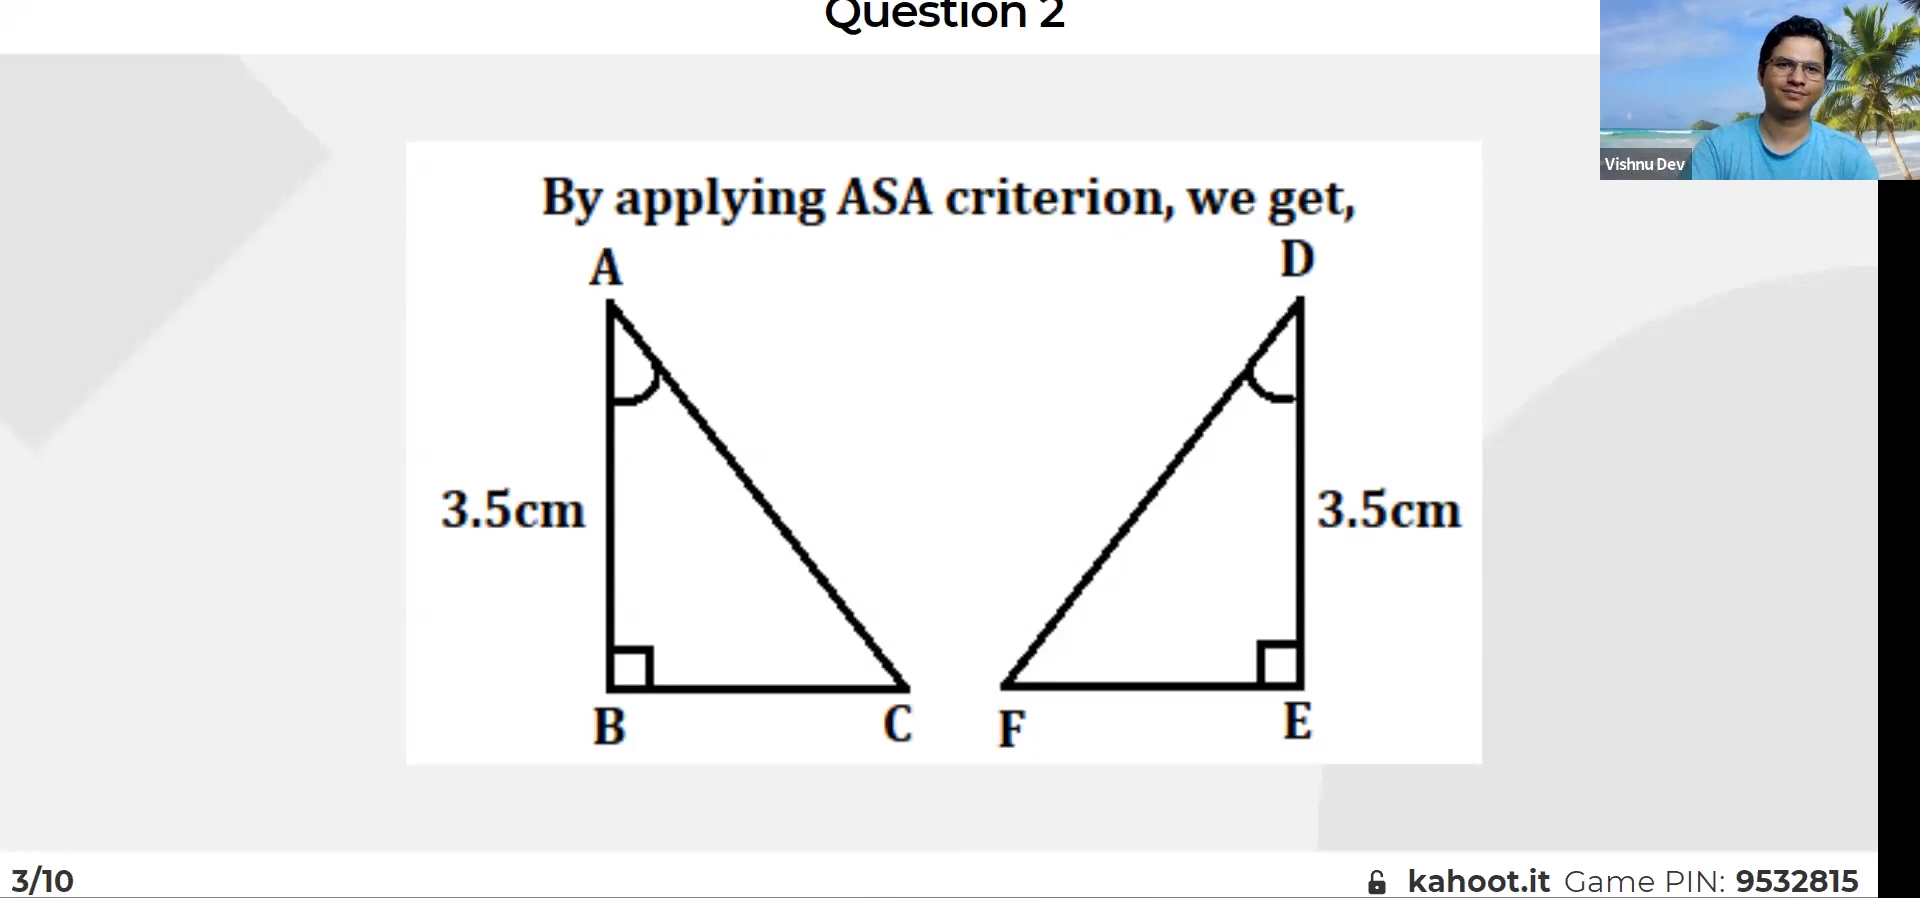 Question 2
Vishnu Dev
By applying ASA criterion, we get,
A
D
3.5cm
3.5cm
B
C
F
E
3/10
kahoot.it Game PIN: 9532815